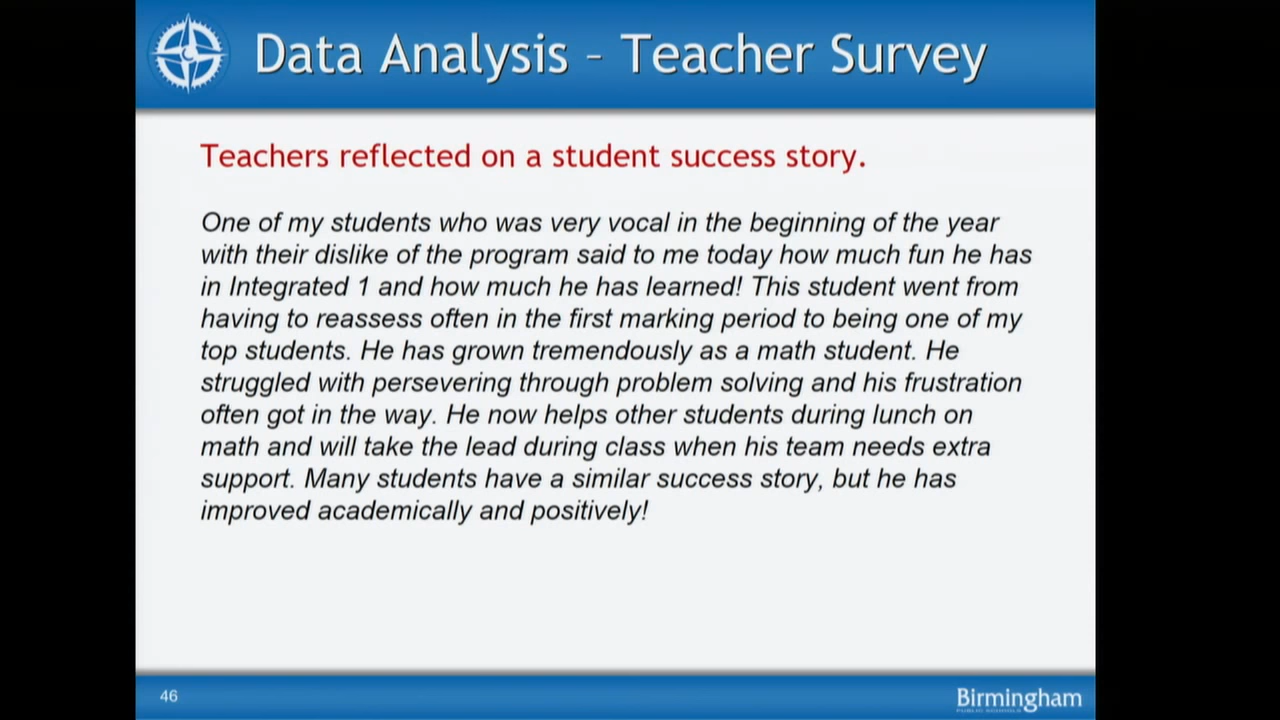 Data Analysis – Teacher Survey
Teachers reflected on a student success story.
One of my students who was very vocal in the beginning of the year
with their dislike of the program said to me today how much fun he has
in Integrated 1 and how much he has learned! This student went from
having to reassess often in the first marking period to being one of my
top students. He has grown tremendously as a math student. He
struggled with persevering through problem solving and his frustration
often got in the way. He now helps other students during lunch on
math and will take the lead during class when his team needs extra
support. Many students have a similar success story, but he has
improved academically and positively!
46
Birmingham
PUBLIC SCHOOLS